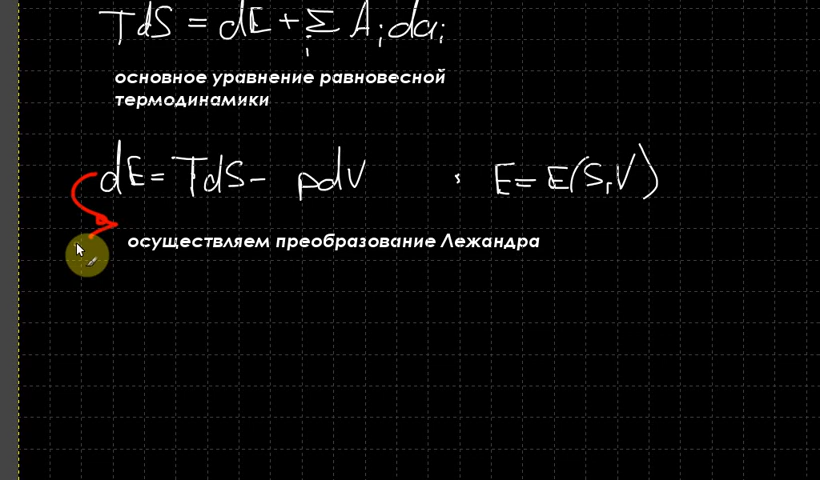 TdS = dE + Σ A_i da_i
i
основное уравнение равновесной
термодинамики
dE = TdS - pdV , E = E(S,V)
осуществляем преобразование Лежандра